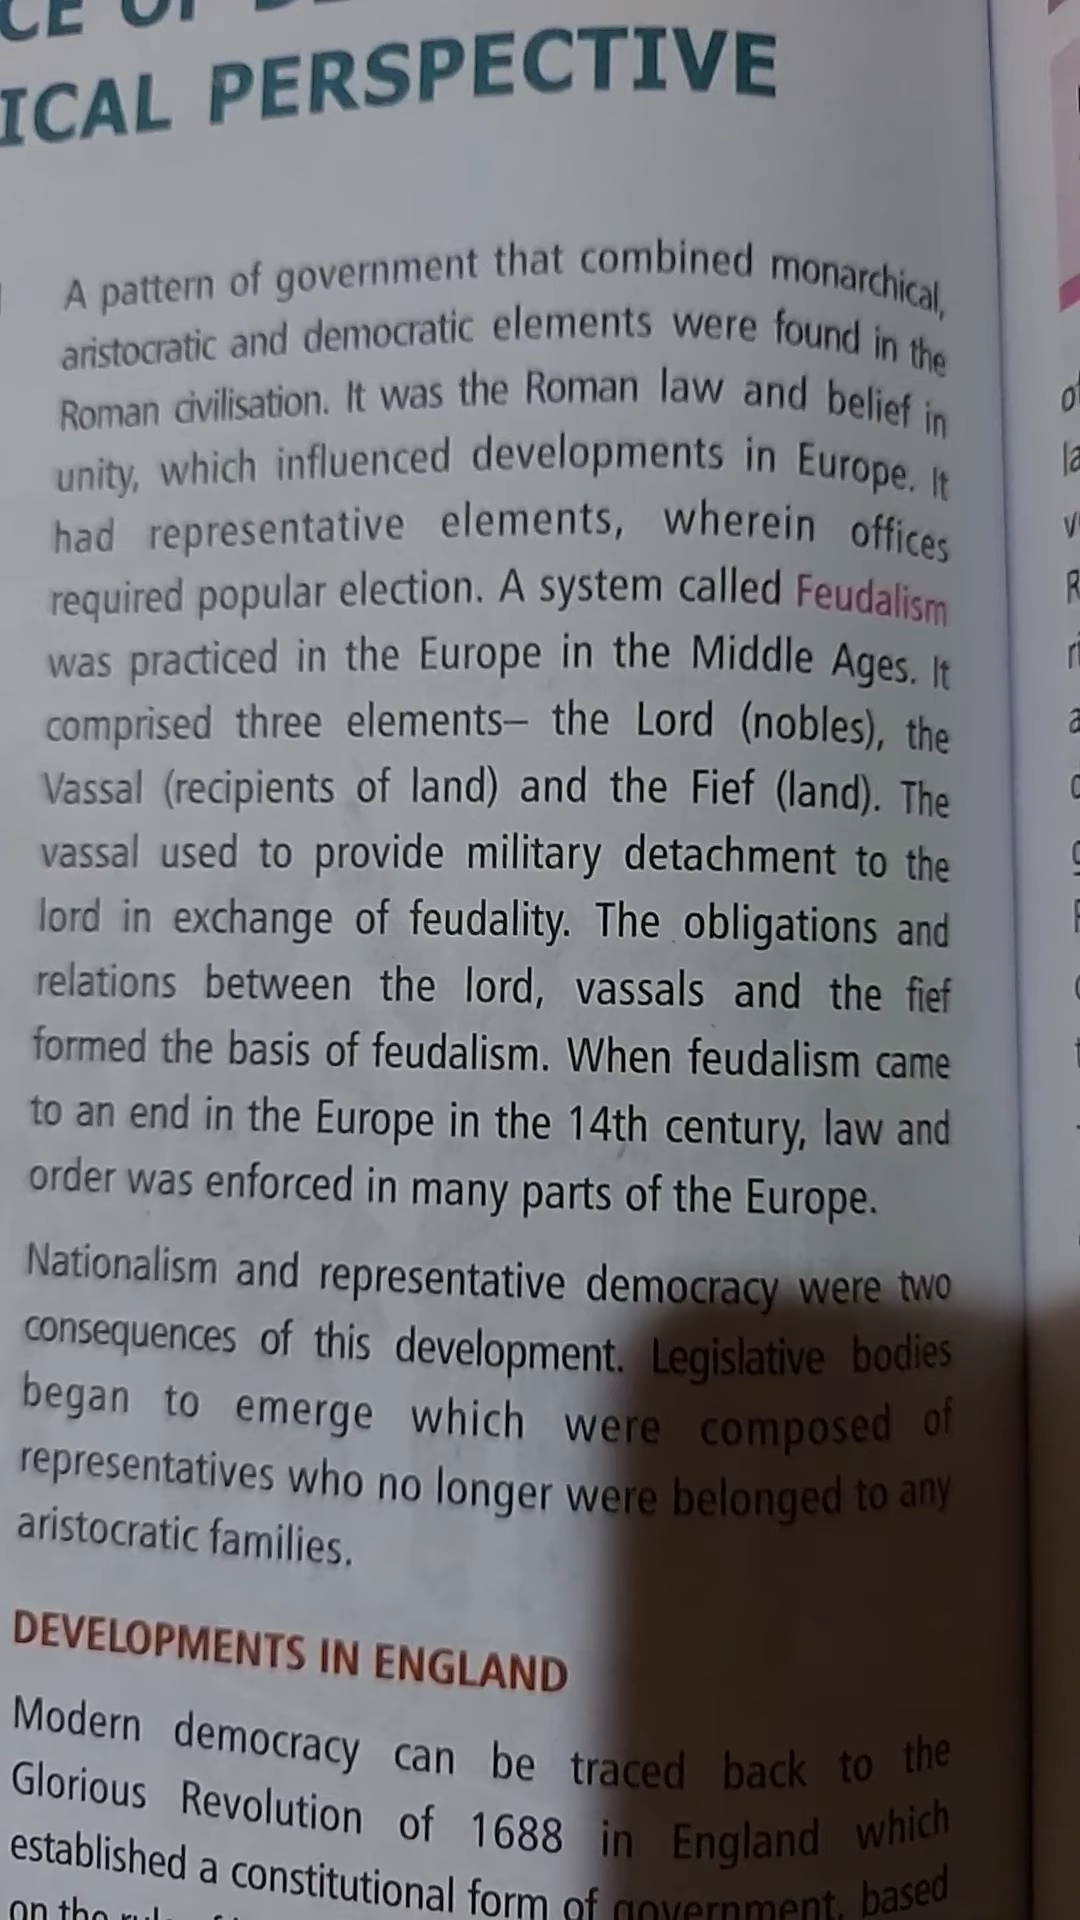 ICAL PERSPECTIVE
A pattern of government that combined monarchical,
aristocratic and democratic elements were found in the
Roman civilisation. It was the Roman law and belief in
unity, which influenced developments in Europe. It
had representative elements, wherein offices
required popular election. A system called Feudalism
was practiced in the Europe in the Middle Ages. It
comprised three elements– the Lord (nobles), the
Vassal (recipients of land) and the Fief (land). The
vassal used to provide military detachment to the
lord in exchange of feudality. The obligations and
relations between the lord, vassals and the fief
formed the basis of feudalism. When feudalism came
to an end in the Europe in the 14th century, law and
order was enforced in many parts of the Europe.
Nationalism and representative democracy were two
consequences of this development. Legislative bodies
began to emerge which were composed of
representatives who no longer were belonged to any
aristocratic families.
DEVELOPMENTS IN ENGLAND
Modern democracy can be traced back to the
Glorious Revolution of 1688 in England which
established a constitutional form of government, based
on the